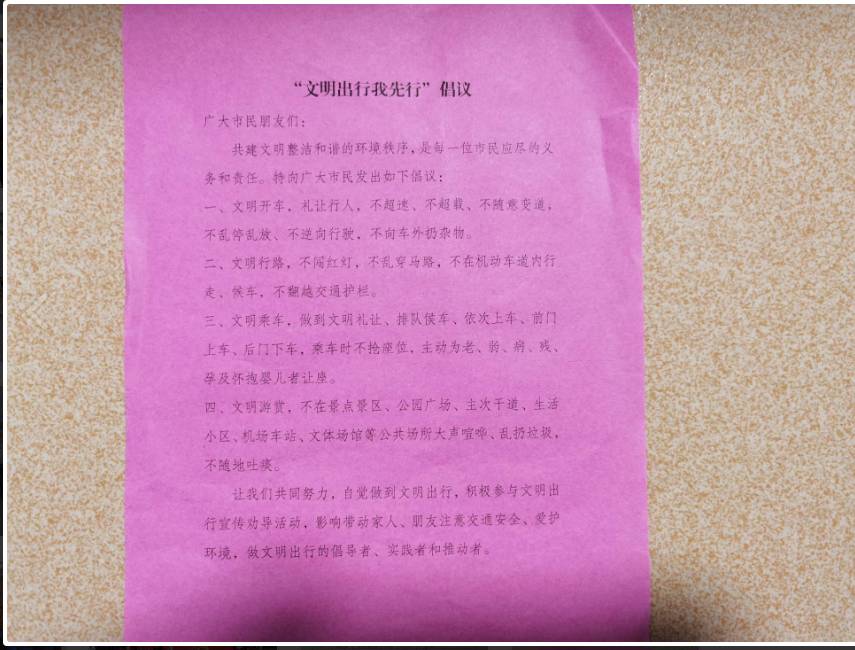 “文明出行我先行”倡议
广大市民朋友们：
共建文明整洁和谐的环境秩序，是每一位市民应尽的义
务和责任。特向广大市民发出如下倡议：
一、文明开车，礼让行人，不超速、不超载、不随意变道，
不乱停乱放、不逆向行驶，不向车外扔杂物。
二、文明行路，不闯红灯，不乱穿马路，不在机动车道内行
走、候车，不翻越交通护栏。
三、文明乘车，做到文明礼让、排队候车、依次上车、前门
上车、后门下车，乘车时不抢座位，主动为老、弱、病、残、
孕及怀抱婴儿者让座。
四、文明游赏，不在景点景区、公园广场、主次干道、生活
小区、机场车站、文体场馆等公共场所大声喧哗、乱扔垃圾，
不随地吐痰。
让我们共同努力，自觉做到文明出行，积极参与文明出
行宣传劝导活动，影响带动家人、朋友注意交通安全、爱护
环境，做文明出行的倡导者、实践者和推动者。